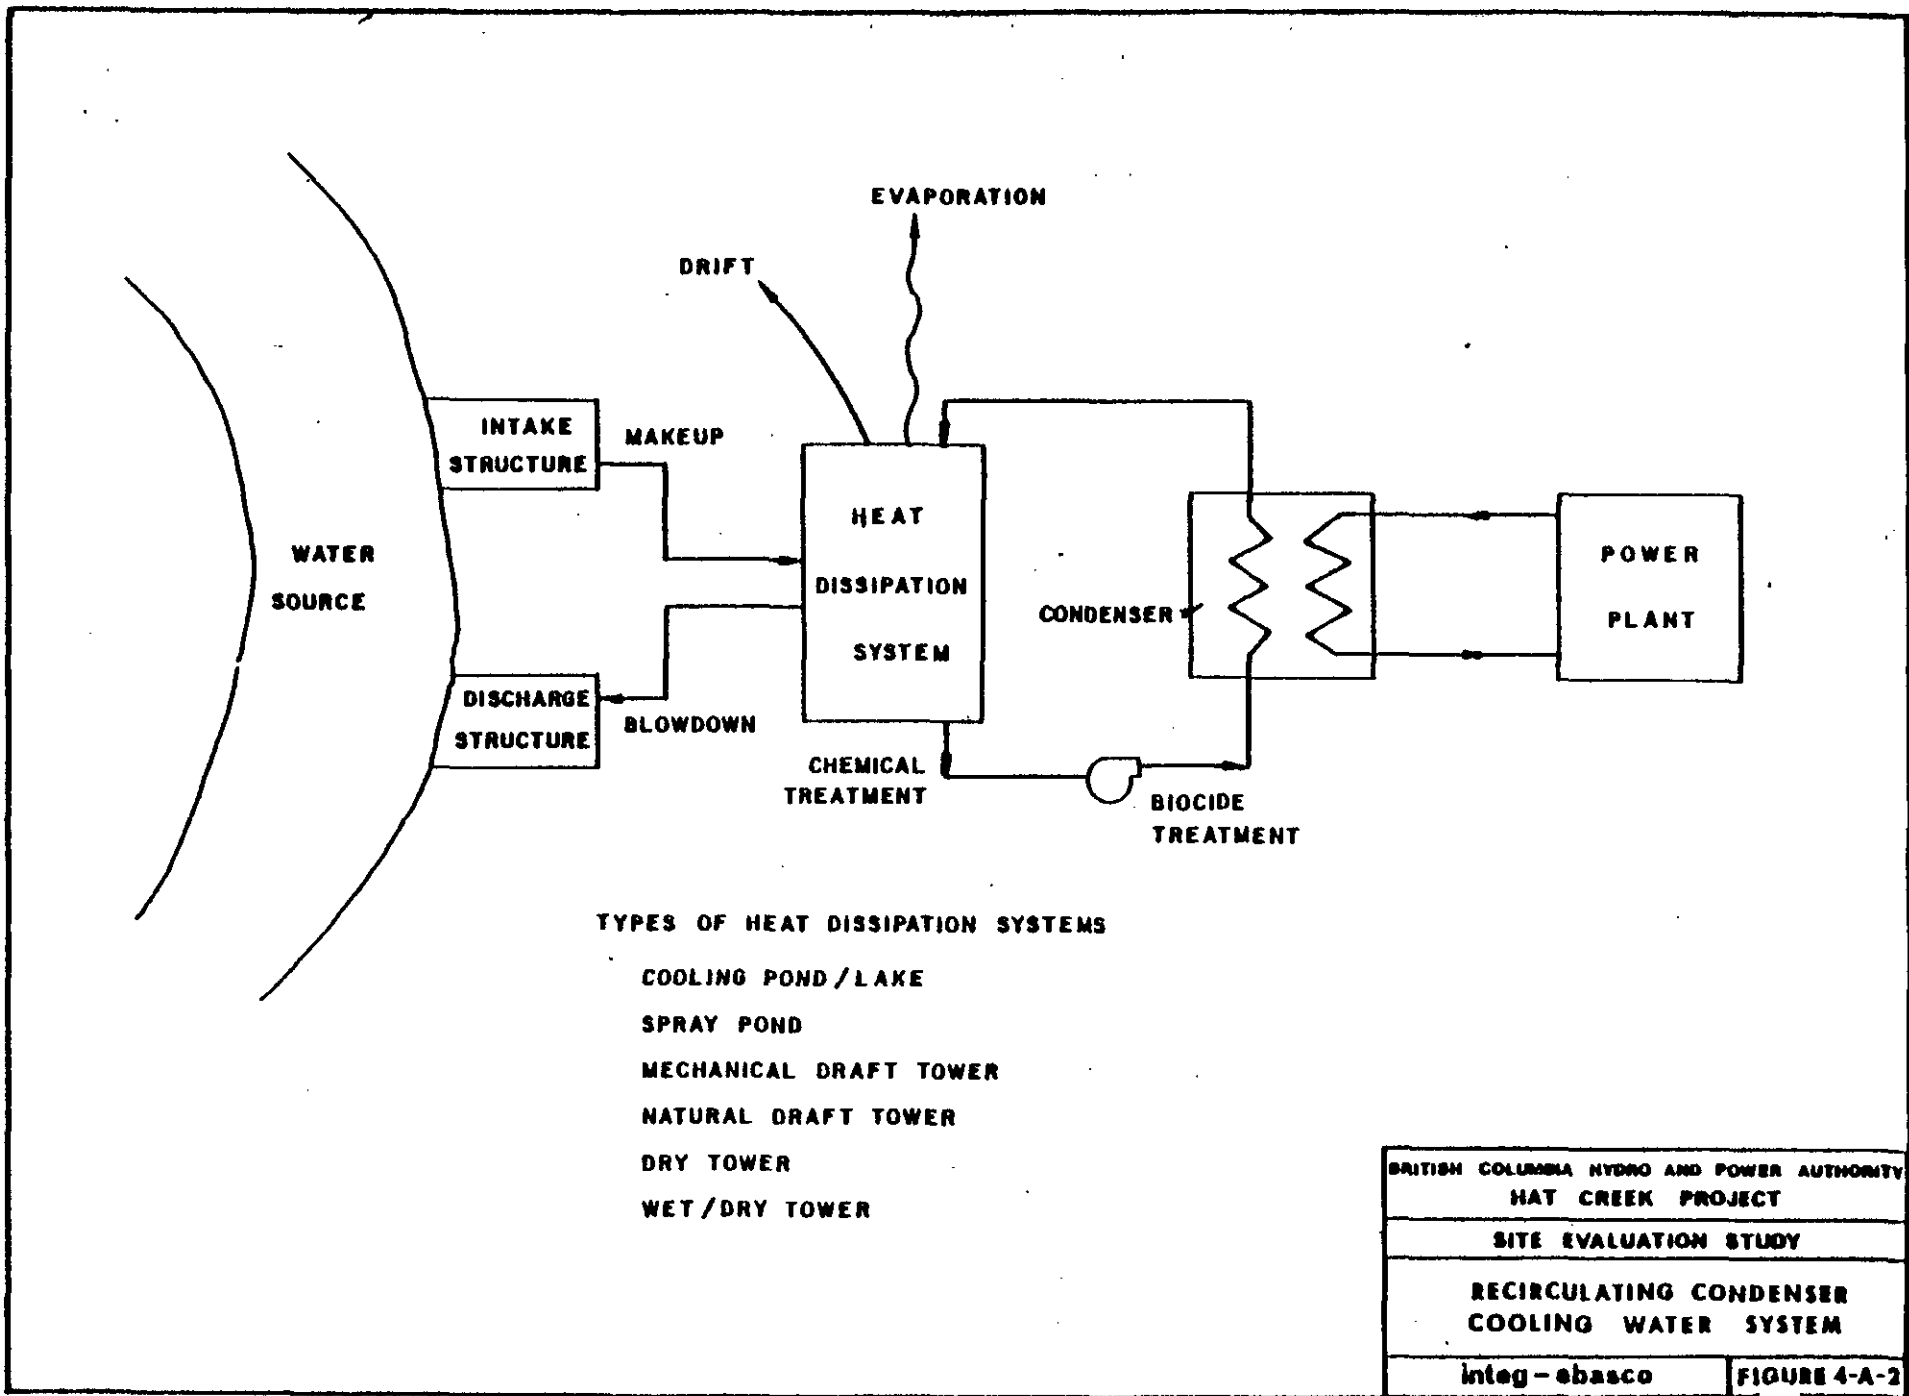 EVAPORATION
DRIFT
INTAKE
STRUCTURE
MAKEUP
HEAT
DISSIPATION
SYSTEM
WATER
SOURCE
CONDENSER
POWER
PLANT
DISCHARGE
STRUCTURE
BLOWDOWN
CHEMICAL
TREATMENT
BIOCIDE
TREATMENT
TYPES OF HEAT DISSIPATION SYSTEMS
COOLING POND/LAKE
SPRAY POND
MECHANICAL DRAFT TOWER
NATURAL DRAFT TOWER
DRY TOWER
WET/DRY TOWER
BRITISH COLUMBIA HYDRO AND POWER AUTHORITY
HAT CREEK PROJECT
SITE EVALUATION STUDY
RECIRCULATING CONDENSER
COOLING WATER SYSTEM
integ-ebasco
FIGURE 4-A-2